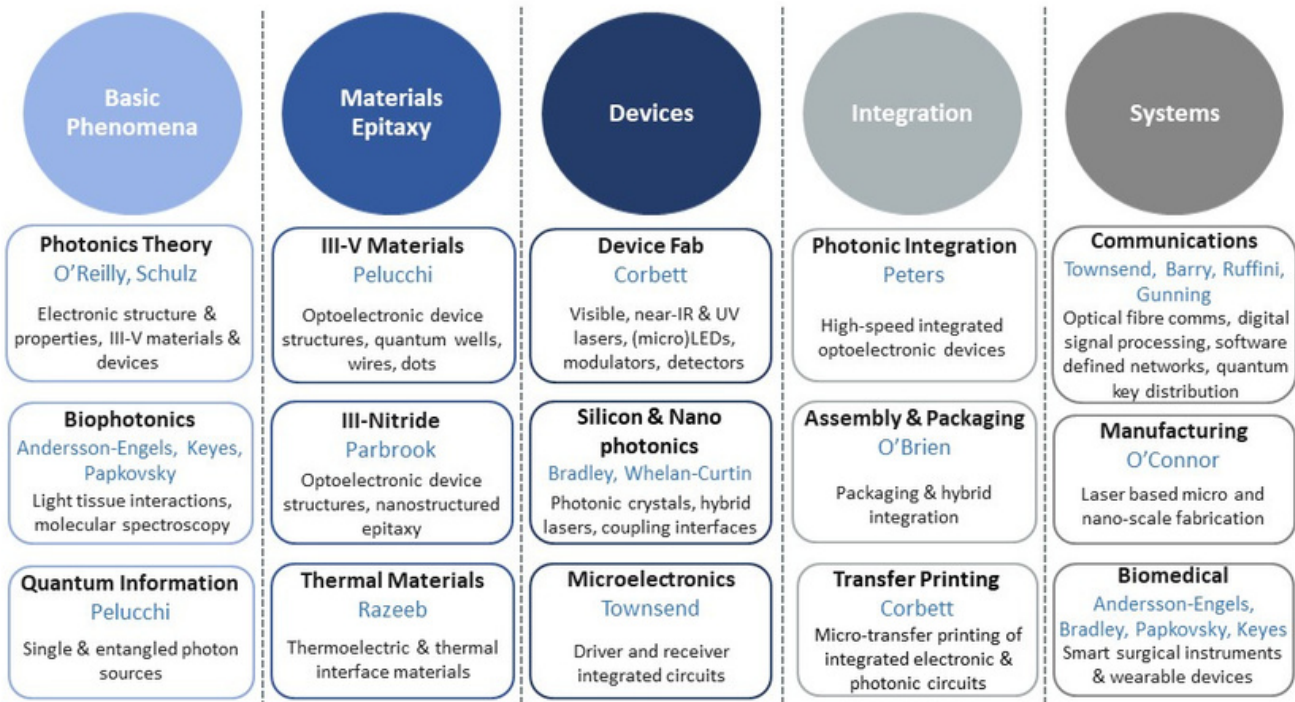 Basic
Phenomena
Materials
Epitaxy
Devices
Integration
Systems
Photonics Theory
O'Reilly, Schulz
Electronic structure &
properties, III-V materials &
devices
III-V Materials
Pelucchi
Optoelectronic device
structures, quantum wells,
wires, dots
Device Fab
Corbett
Visible, near-IR & UV
lasers, (micro)LEDs,
modulators, detectors
Photonic Integration
Peters
High-speed integrated
optoelectronic devices
Communications
Townsend, Barry, Ruffini,
Gunning
Optical fibre comms, digital
signal processing, software
defined networks, quantum
key distribution
Biophotonics
Andersson-Engels, Keyes,
Papkovsky
Light tissue interactions,
molecular spectroscopy
III-Nitride
Parbrook
Optoelectronic device
structures, nanostructured
epitaxy
Silicon & Nano
photonics
Bradley, Whelan-Curtin
Photonic crystals, hybrid
lasers, coupling interfaces
Assembly & Packaging
O'Brien
Packaging & hybrid
integration
Manufacturing
O'Connor
Laser based micro and
nano-scale fabrication
Quantum Information
Pelucchi
Single & entangled photon
sources
Thermal Materials
Razeeb
Thermoelectric & thermal
interface materials
Microelectronics
Townsend
Driver and receiver
integrated circuits
Transfer Printing
Corbett
Micro-transfer printing of
integrated electronic &
photonic circuits
Biomedical
Andersson-Engels,
Bradley, Papkovsky, Keyes
Smart surgical instruments
& wearable devices